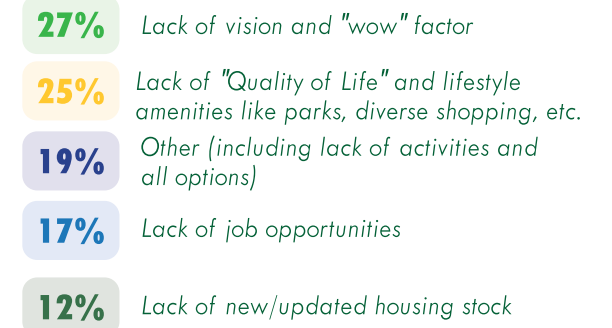 27% Lack of vision and "wow" factor
25% Lack of "Quality of Life" and lifestyle
amenities like parks, diverse shopping, etc.
19% Other (including lack of activities and
all options)
17% Lack of job opportunities
12% Lack of new/updated housing stock